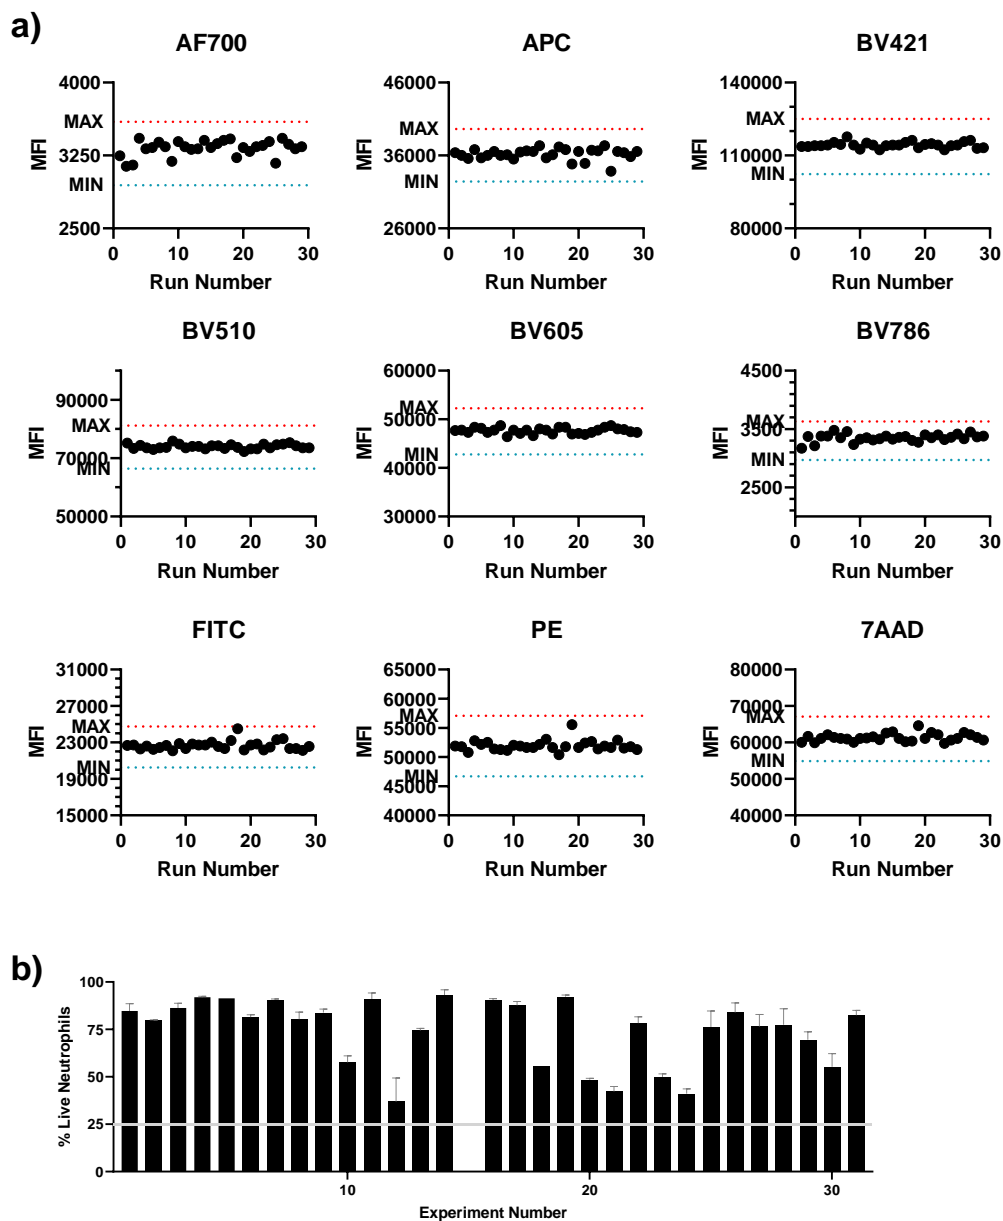 a)
AF700
APC
BV421
4000
MAX
3250
MIN
2500
MFI
0 10 20 30
Run Number
46000
MAX
36000
MIN
26000
MFI
0 10 20 30
Run Number
140000
MAX
110000
MIN
80000
MFI
0 10 20 30
Run Number
BV510
BV605
BV786
90000
MAX
70000
MIN
50000
MFI
0 10 20 30
Run Number
60000
MAX
50000
MIN
40000
30000
MFI
0 10 20 30
Run Number
4500
MAX
3500
MIN
2500
MFI
0 10 20 30
Run Number
FITC
PE
7AAD
31000
27000
MAX
23000
MIN
19000
15000
MFI
0 10 20 30
Run Number
65000
60000
MAX
55000
50000
MIN
45000
40000
MFI
0 10 20 30
Run Number
80000
70000
MAX
60000
MIN
50000
40000
MFI
0 10 20 30
Run Number
b)
100
75
50
25
0
% Live Neutrophils
10 20 30
Experiment Number